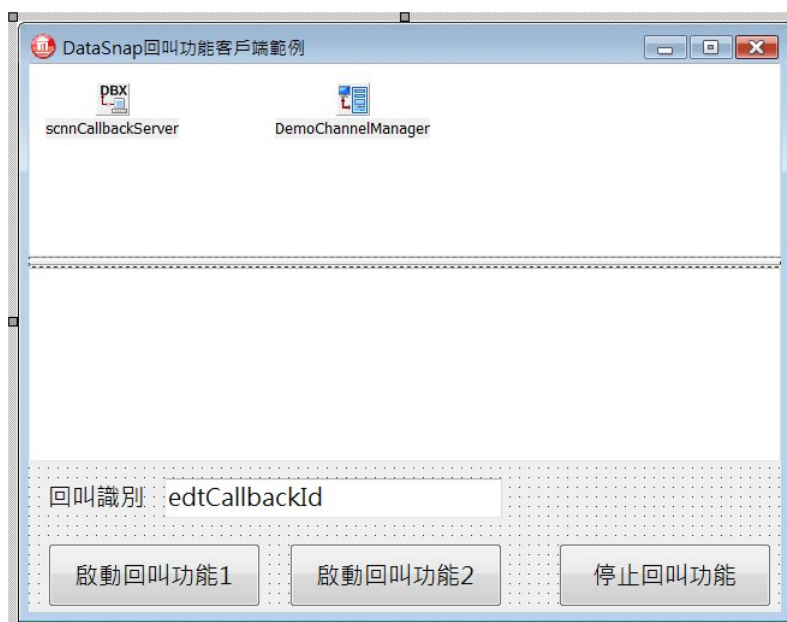 DataSnap回叫功能客戶端範例
DBX
scnnCallbackServer
DemoChannelManager
回叫識別 edtCallbackId
啟動回叫功能1 啟動回叫功能2 停止回叫功能